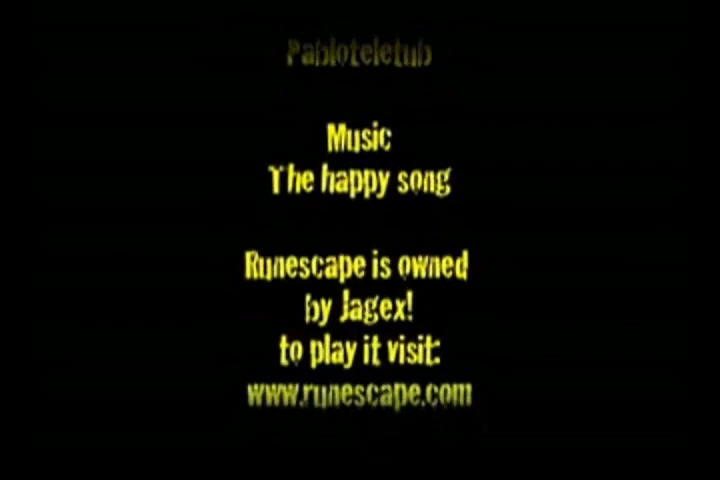 Pabloteletub
Music
The happy song
Runescape is owned
by Jagex!
to play it visit:
www.runescape.com